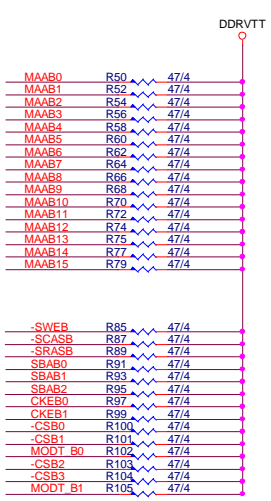 DDRVTT
MAAB0 R50 47/4
MAAB1 R52 47/4
MAAB2 R54 47/4
MAAB3 R56 47/4
MAAB4 R58 47/4
MAAB5 R60 47/4
MAAB6 R62 47/4
MAAB7 R64 47/4
MAAB8 R66 47/4
MAAB9 R68 47/4
MAAB10 R70 47/4
MAAB11 R72 47/4
MAAB12 R74 47/4
MAAB13 R75 47/4
MAAB14 R77 47/4
MAAB15 R79 47/4
-SWEB R85 47/4
-SCASB R87 47/4
-SRASB R89 47/4
SBAB0 R91 47/4
SBAB1 R93 47/4
SBAB2 R95 47/4
CKEB0 R97 47/4
CKEB1 R99 47/4
-CSB0 R100 47/4
-CSB1 R101 47/4
MODT_B0 R102 47/4
-CSB2 R103 47/4
-CSB3 R104 47/4
MODT_B1 R105 47/4